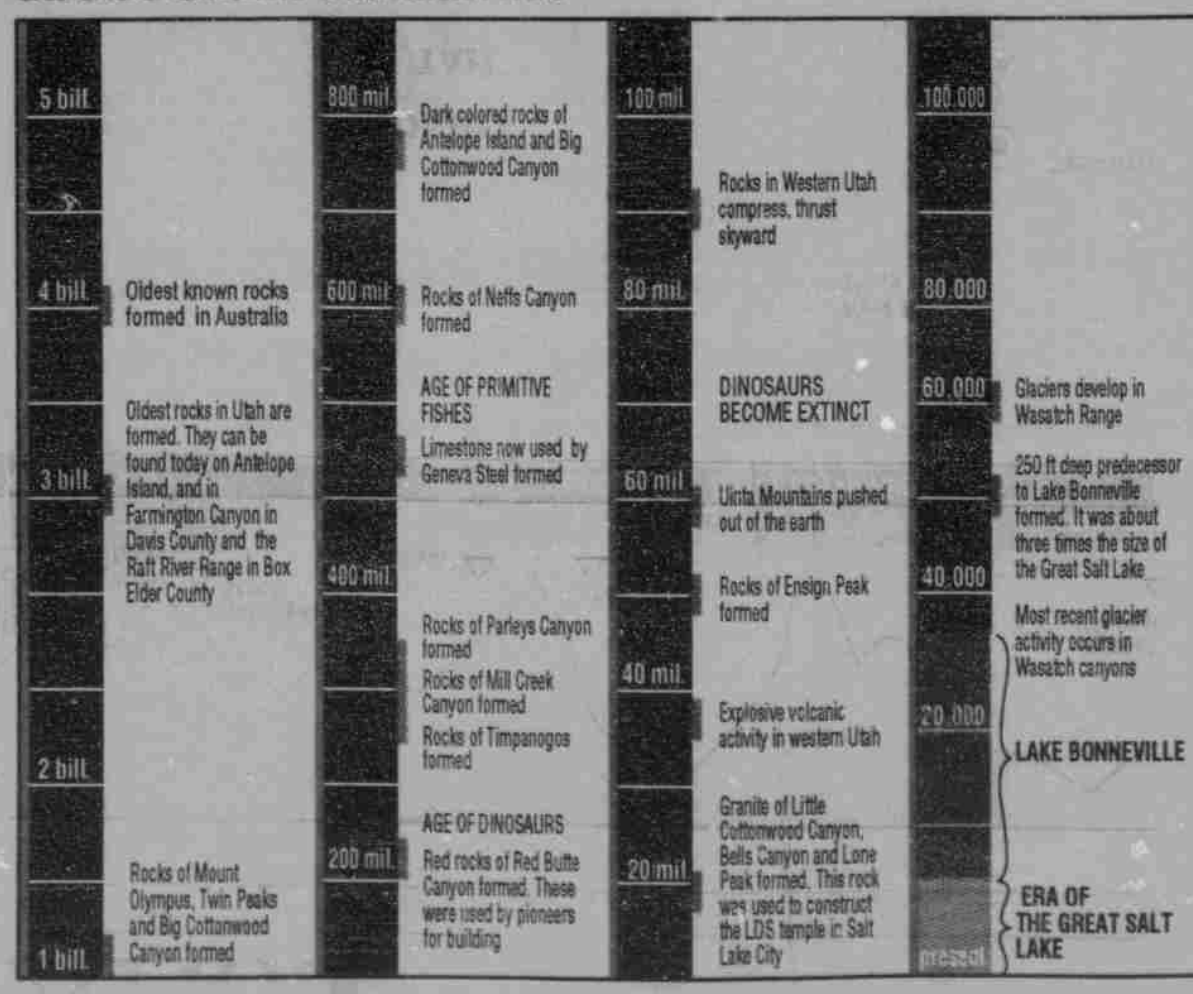 5 bill.
4 bill.
Oldest known rocks
formed in Australia
Oldest rocks in Utah are
formed. They can be
found today on Antelope
Island, and in
Farmington Canyon in
Davis County and the
Raft River Range in Box
Elder County
3 bill.
2 bill.
Rocks of Mount
Olympus, Twin Peaks
and Big Cottanwood
Canyon formed
1 bill.
800 mil.
Dark colored rocks of
Antelope Island and Big
Cottonwood Canyon
formed
600 mil.
Rocks of Neffs Canyon
formed
AGE OF PRIMITIVE
FISHES
Limestone now used by
Geneva Steel formed
400 mil.
Rocks of Parleys Canyon
formed
Rocks of Mill Creek
Canyon formed
Rocks of Timpanogos
formed
AGE OF DINOSAURS
200 mil.
Red rocks of Red Butte
Canyon formed. These
were used by pioneers
for building
100 mil.
Rocks in Western Utah
compress, thrust
skyward
80 mil.
DINOSAURS
BECOME EXTINCT
60 mil.
Uinta Mountains pushed
out of the earth
Rocks of Ensign Peak
formed
40 mil.
Explosive volcanic
activity in western Utah
Granite of Little
Cottonwood Canyon,
Bells Canyon and Lone
Peak formed. This rock
was used to construct
the LDS temple in Salt
Lake City
20 mil.
100.000
80.000
60.000
Glaciers develop in
Wasatch Range
250 ft deep predecessor
to Lake Bonneville
formed. It was about
three times the size of
the Great Salt Lake
40.000
Most recent glacier
activity occurs in
Wasatch canyons
20.000
LAKE BONNEVILLE
ERA OF
THE GREAT SALT
LAKE
present